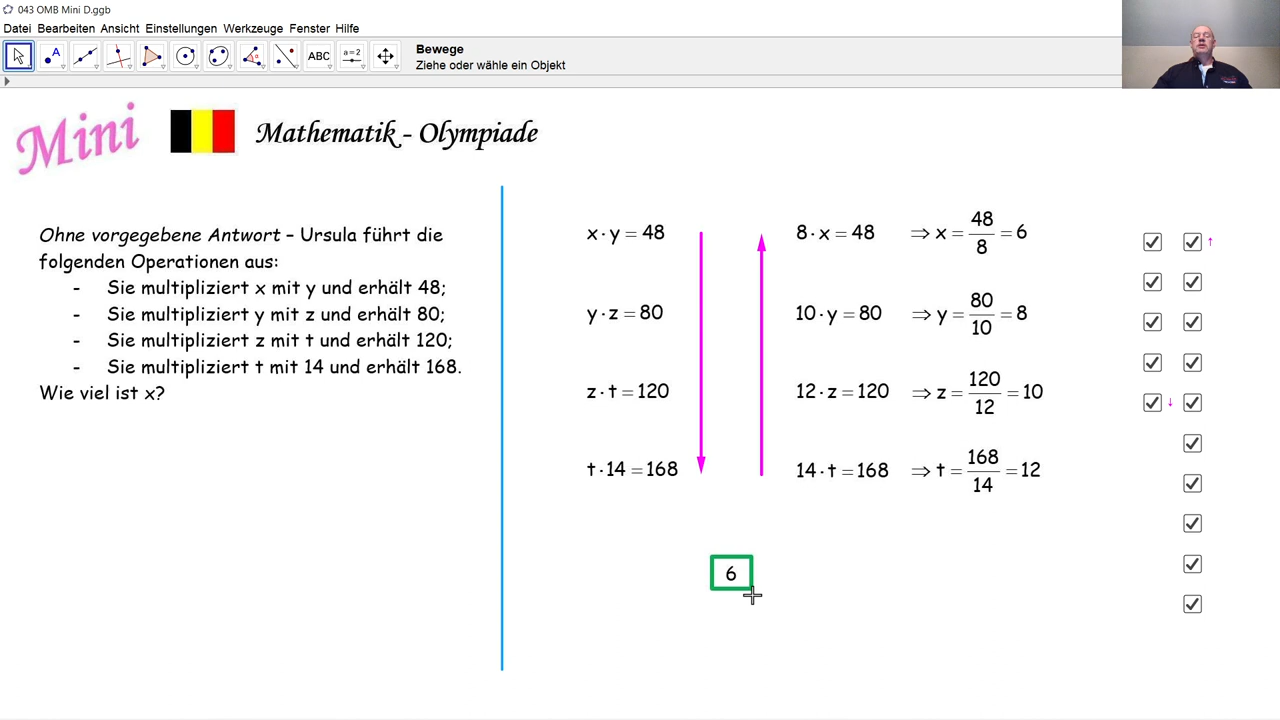 043 OMB Mini D.ggb
Datei Bearbeiten Ansicht Einstellungen Werkzeuge Fenster Hilfe
A ABC a=2 Bewege
Ziehe oder wähle ein Objekt
Mini Mathematik - Olympiade
Ohne vorgegebene Antwort – Ursula führt die
folgenden Operationen aus:
- Sie multipliziert x mit y und erhält 48;
- Sie multipliziert y mit z und erhält 80;
- Sie multipliziert z mit t und erhält 120;
- Sie multipliziert t mit 14 und erhält 168.
Wie viel ist x?
x · y = 48 8 · x = 48 ⇒ x = 48/8 = 6
y · z = 80 10 · y = 80 ⇒ y = 80/10 = 8
z · t = 120 12 · z = 120 ⇒ z = 120/12 = 10
t · 14 = 168 14 · t = 168 ⇒ t = 168/14 = 12
6